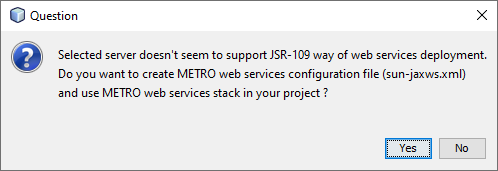 Question
Selected server doesn't seem to support JSR-109 way of web services deployment.
Do you want to create METRO web services configuration file (sun-jaxws.xml)
and use METRO web services stack in your project ?
Yes
No